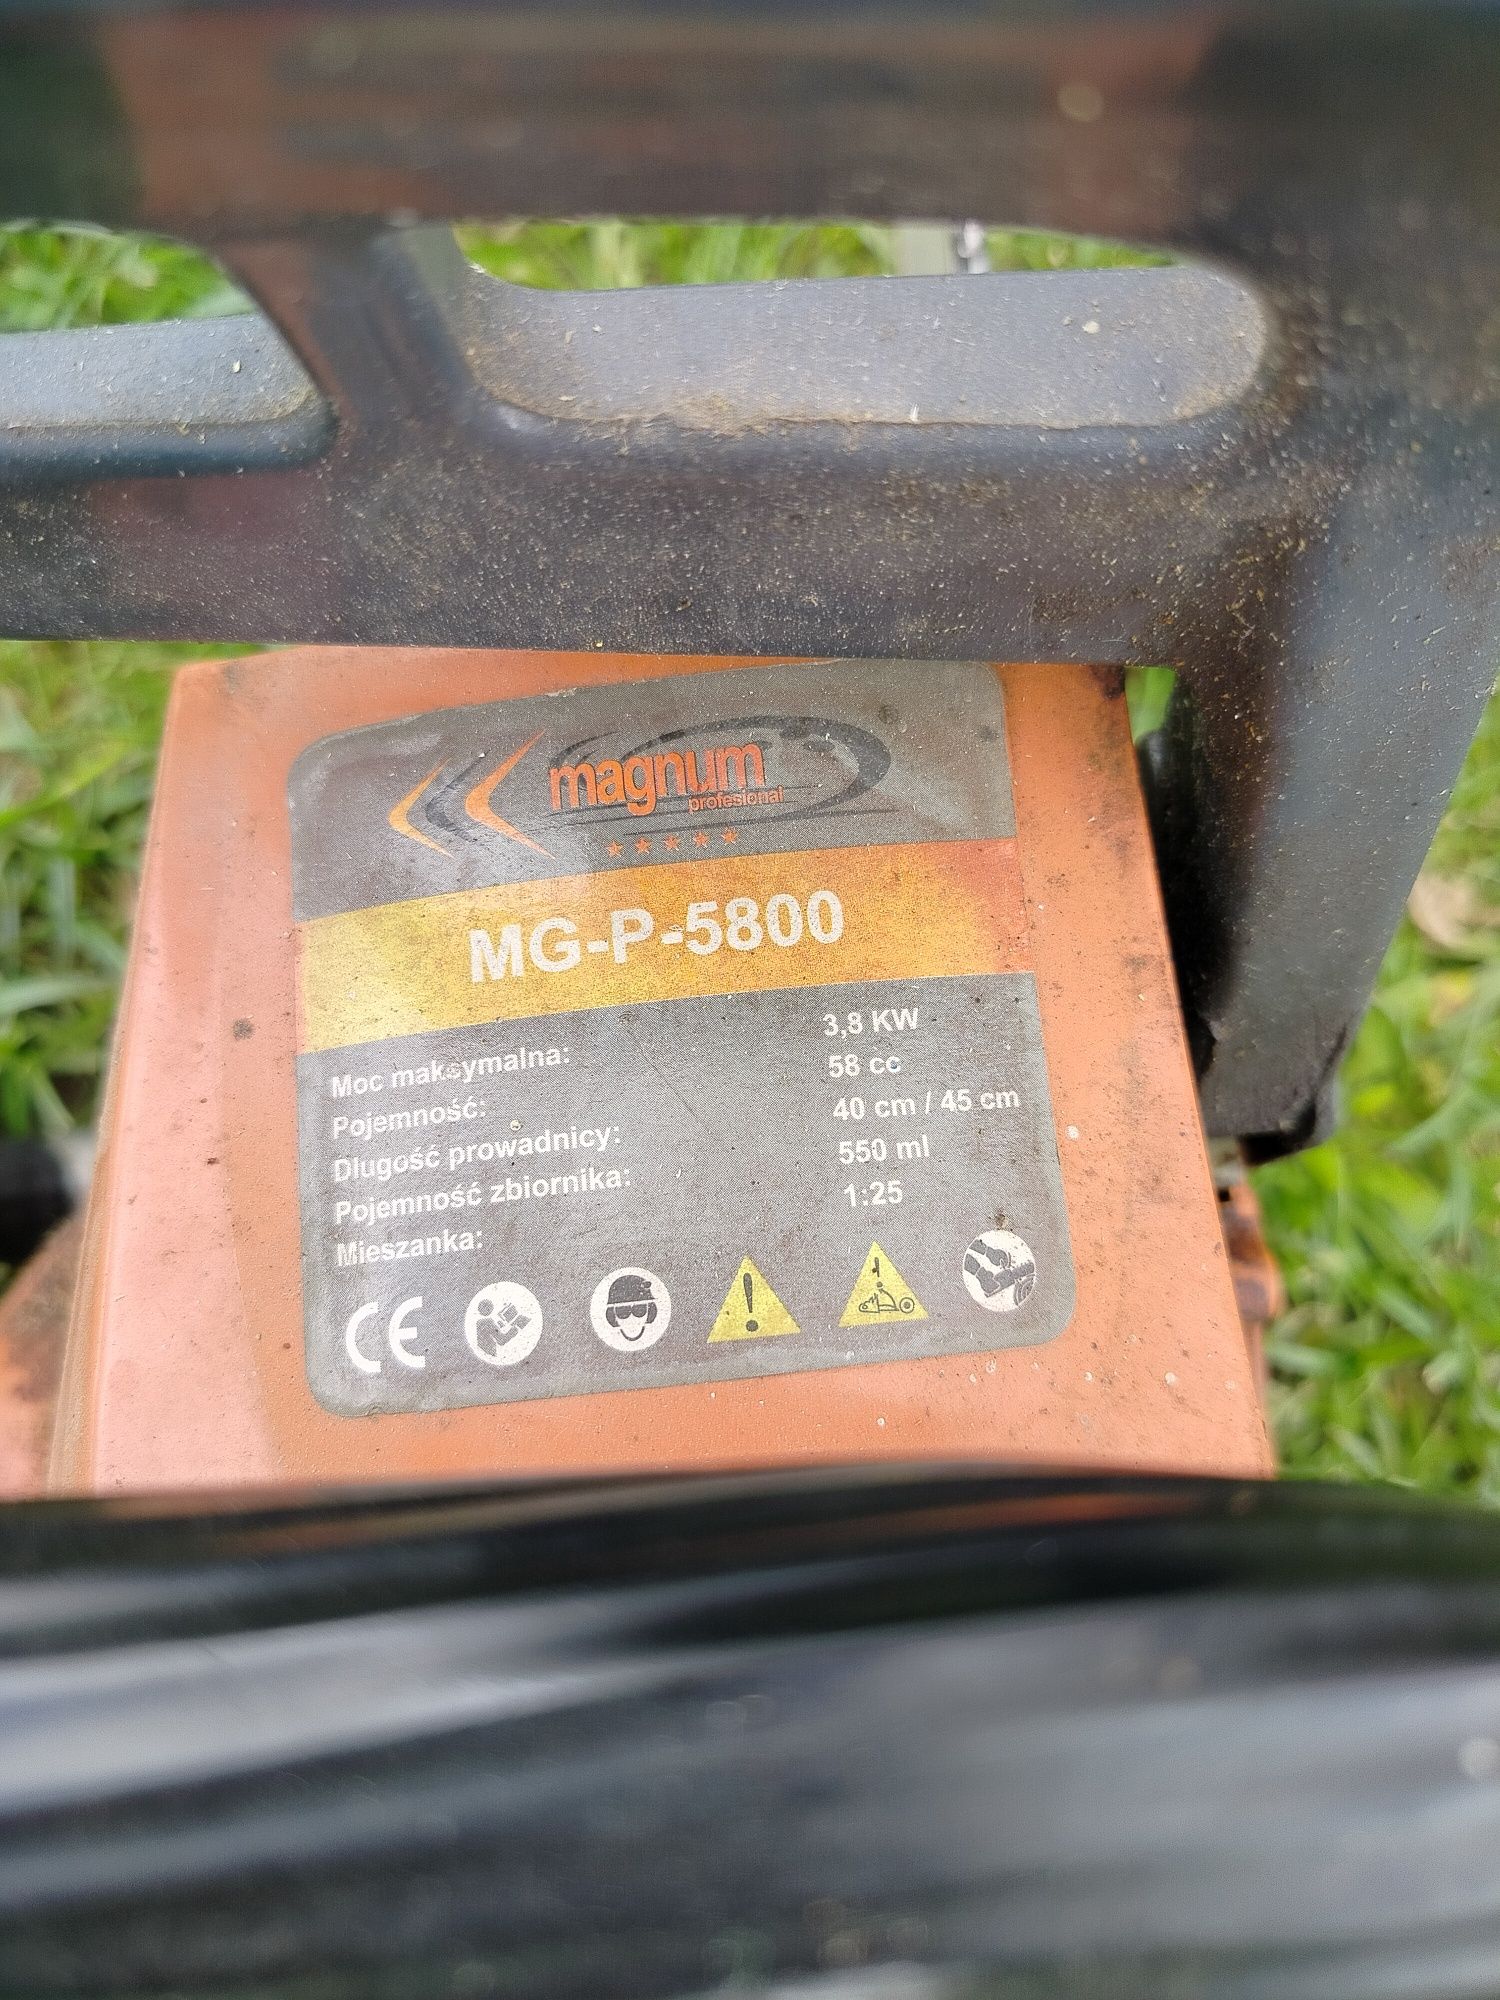 magnum
profesional
MG-P-5800
Moc maksymalna: 3,8 KW
Pojemność: 58 cc
Długość prowadnicy: 40 cm / 45 cm
Pojemność zbiornika: 550 ml
Mieszanka: 1:25
CE